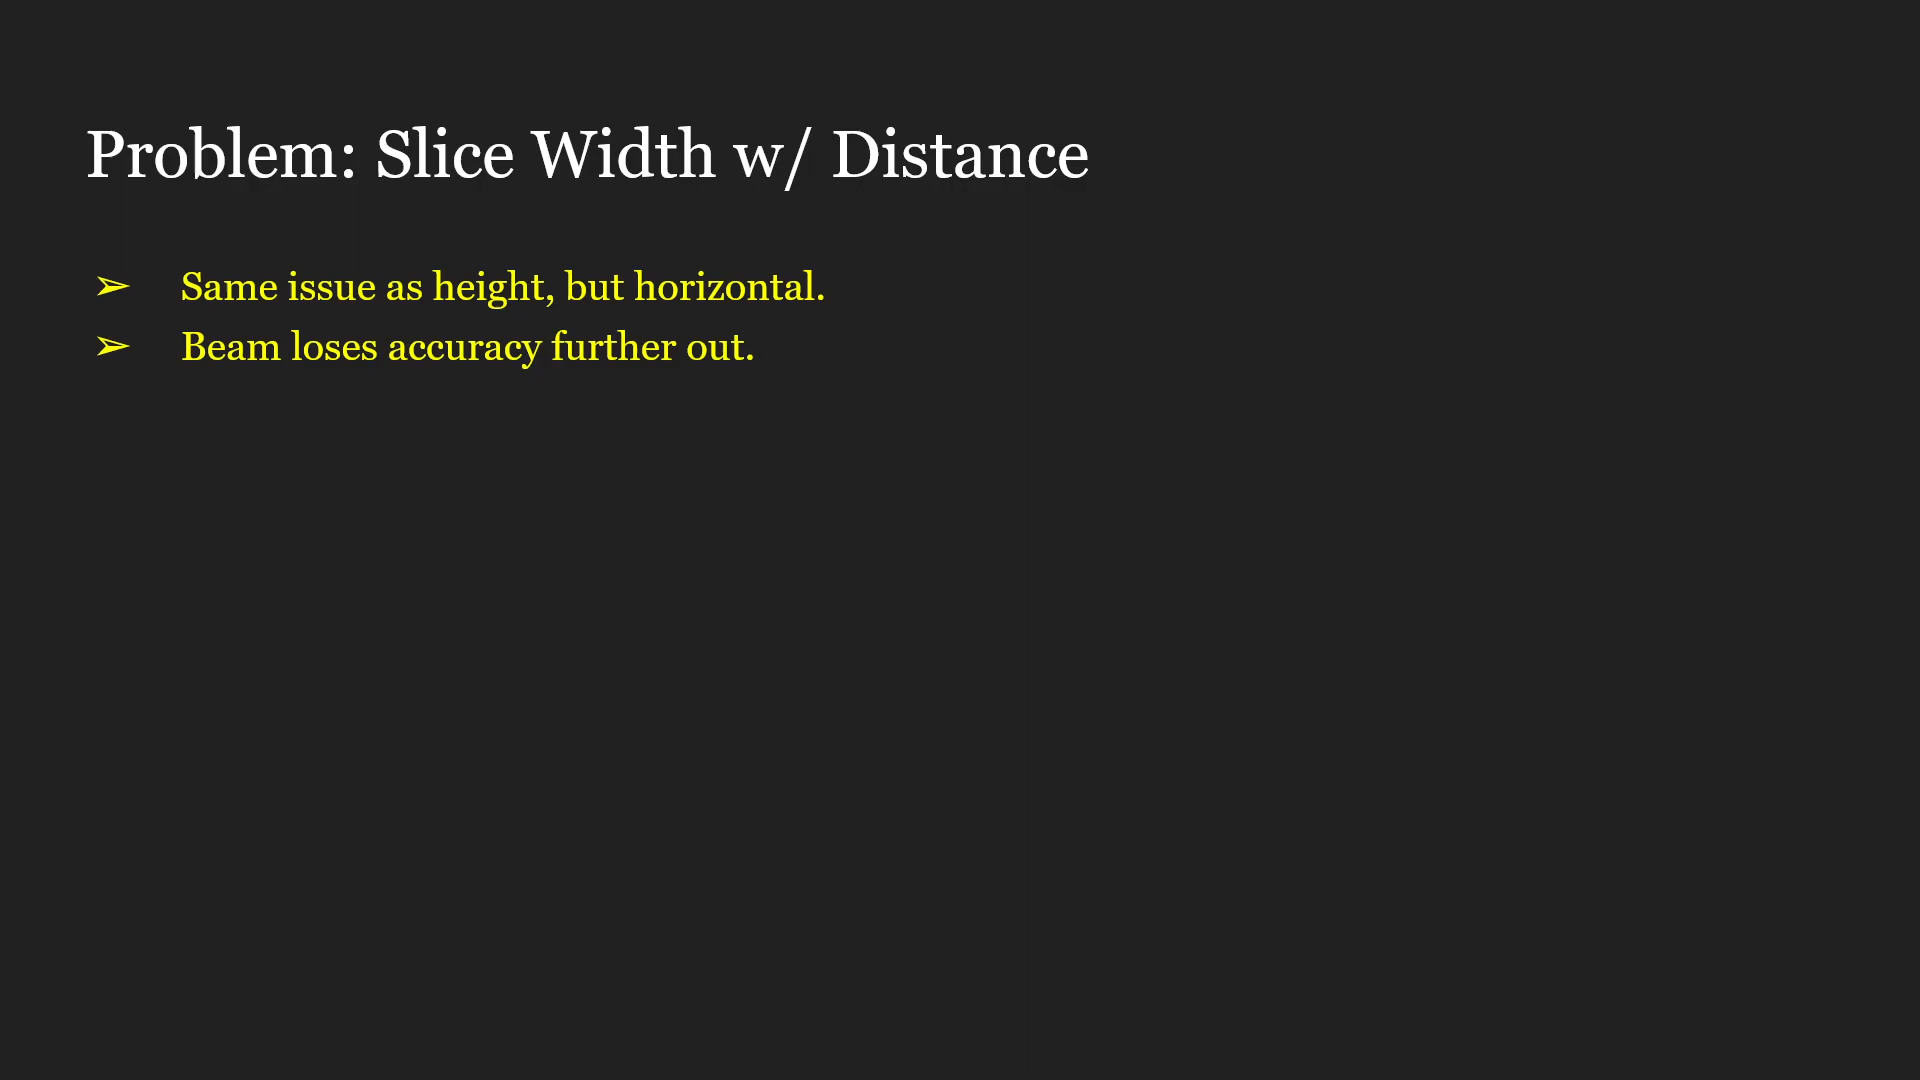 Problem: Slice Width w/ Distance
➢ Same issue as height, but horizontal.
➢ Beam loses accuracy further out.